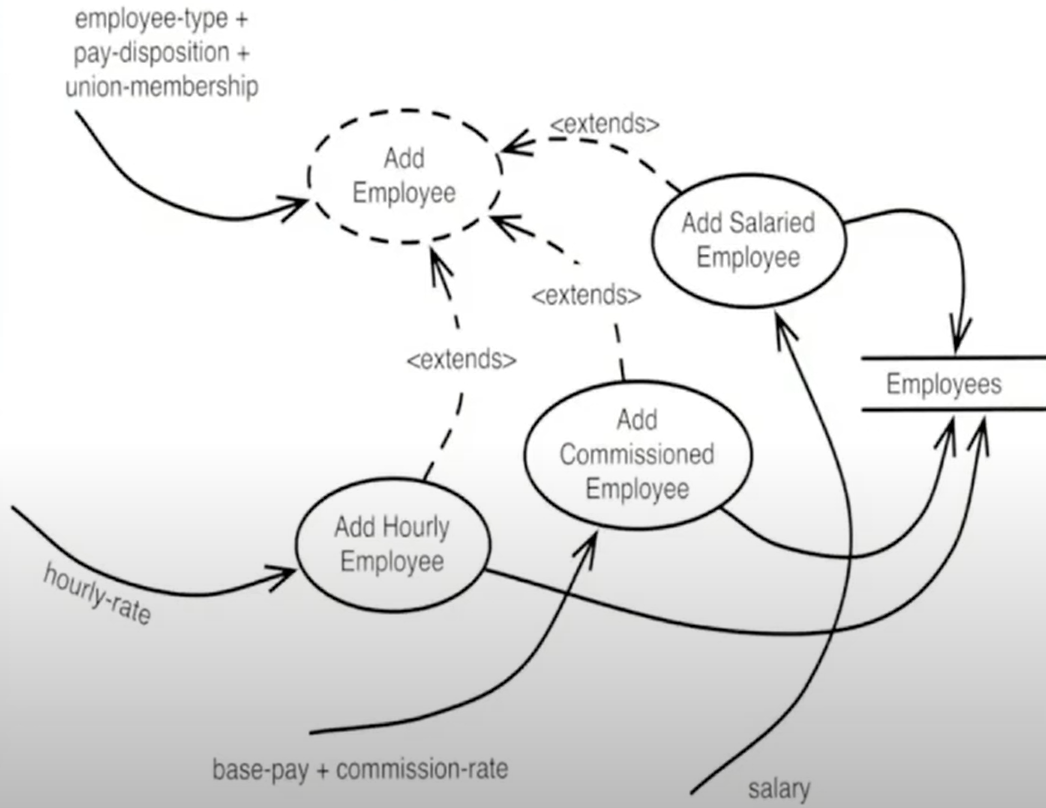 employee-type +
pay-disposition +
union-membership
<extends>
Add
Employee
Add Salaried
Employee
<extends>
<extends>
Employees
Add
Commissioned
Employee
Add Hourly
Employee
hourly-rate
base-pay + commission-rate
salary